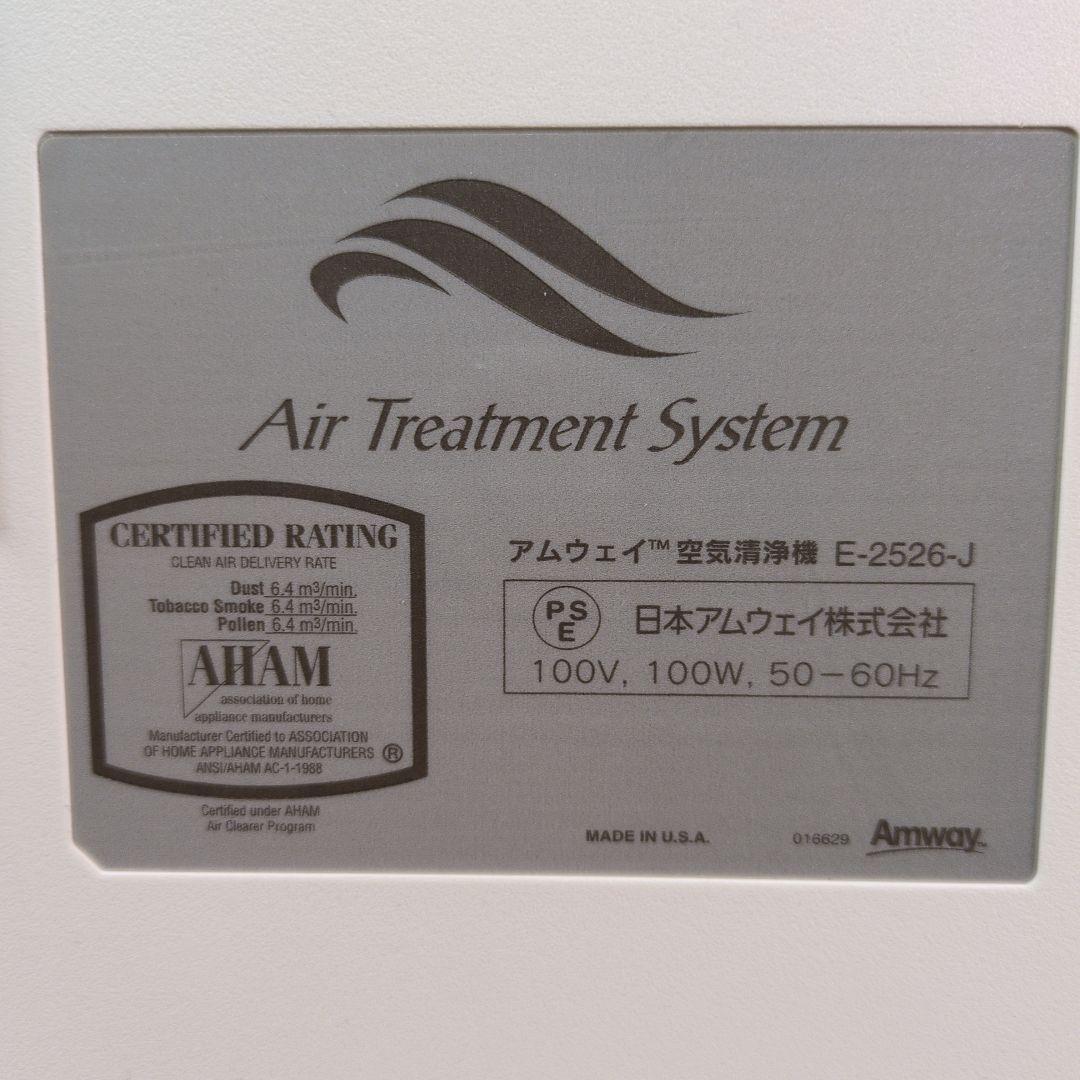 Air Treatment System
CERTIFIED RATING
CLEAN AIR DELIVERY RATE
Dust 6.4 m3/min.
Tobacco Smoke 6.4 m3/min.
Pollen 6.4 m3/min.
AHAM
association of home
appliance manufacturers
Manufacturer Certified to ASSOCIATION
OF HOME APPLIANCE MANUFACTURERS ®
ANSI/AHAM AC-1-1988
Certified under AHAM
Air Clearer Program
アムウェイ™ 空気清浄機 E-2526-J
PS
E
日本アムウェイ株式会社
100V, 100W, 50−60Hz
MADE IN U.S.A.
016629
Amway™